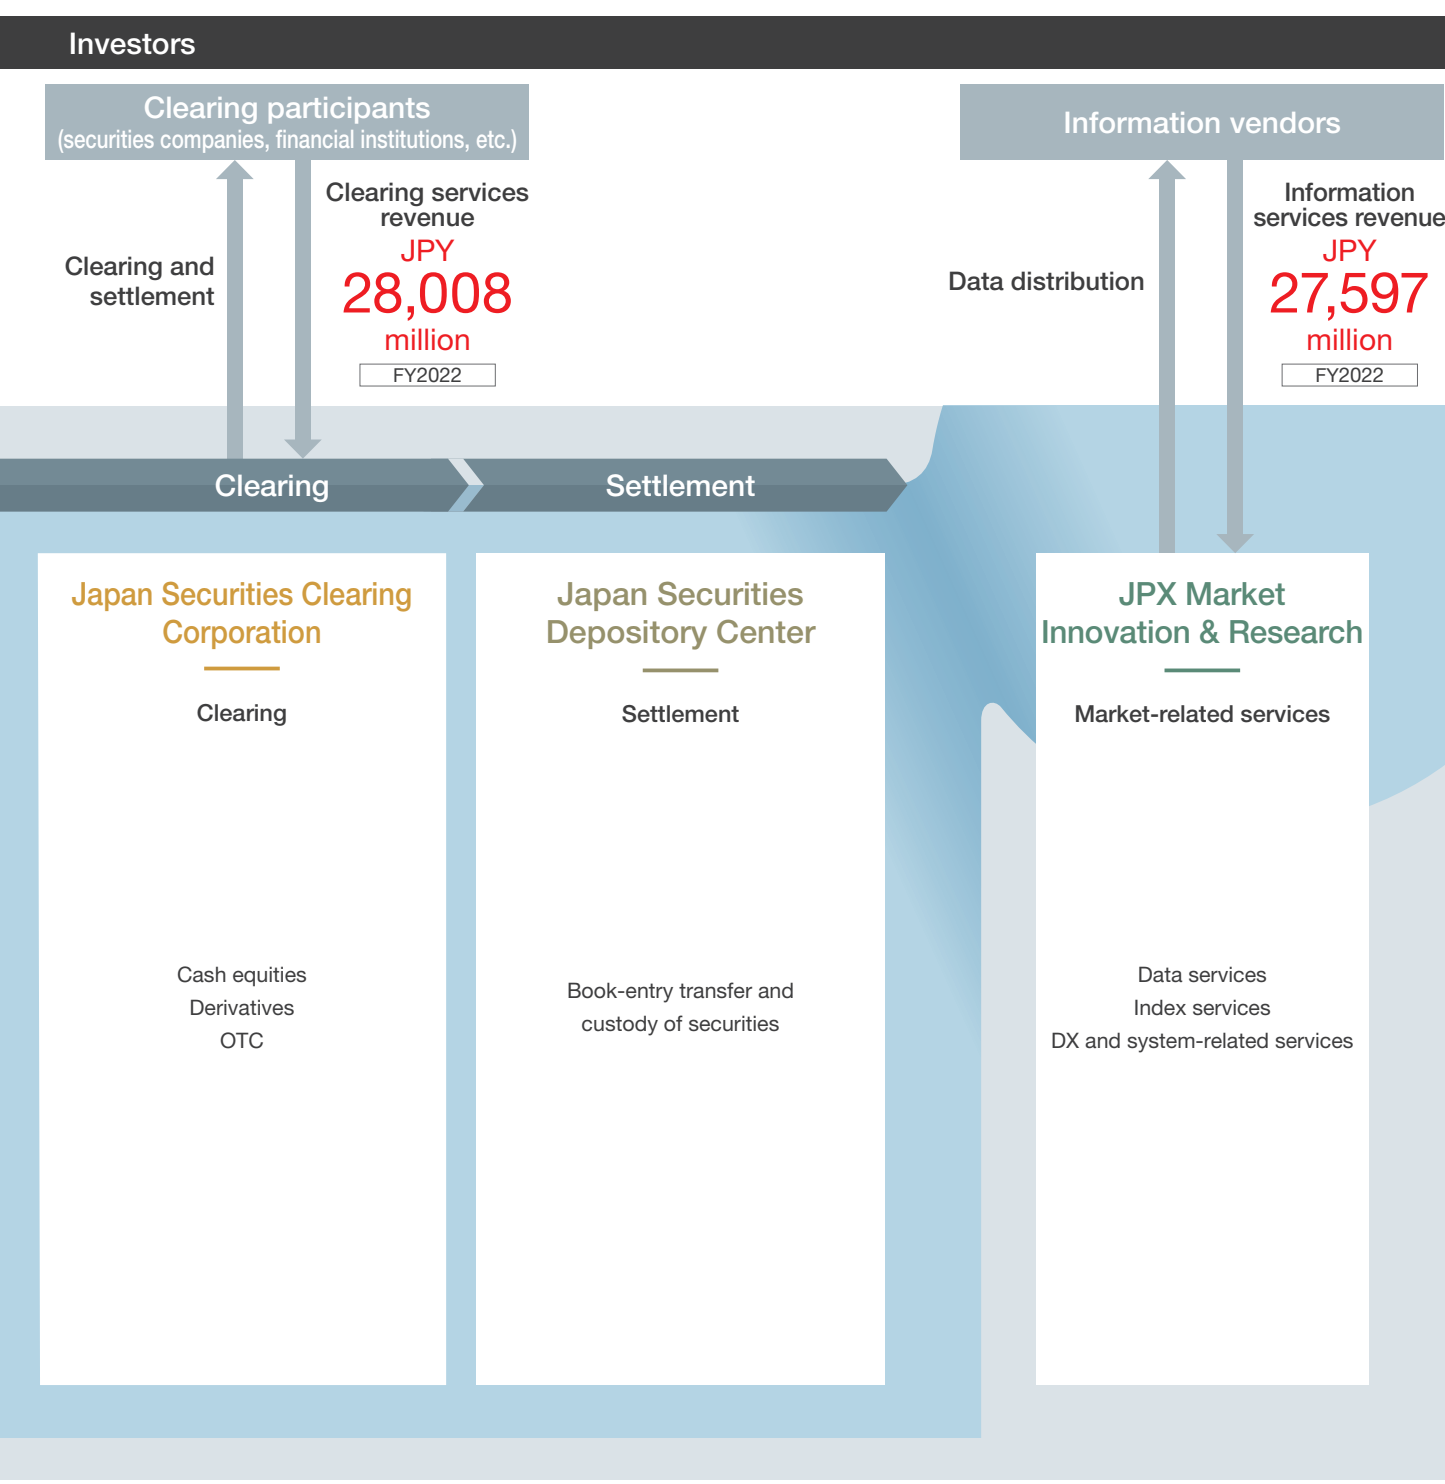 Investors
Clearing participants
(securities companies, financial institutions, etc.)
Clearing and
settlement
Clearing services
revenue
JPY
28,008
million
FY2022
Information vendors
Data distribution
Information
services revenue
JPY
27,597
million
FY2022
Clearing
Settlement
Japan Securities Clearing
Corporation
Clearing
Cash equities
Derivatives
OTC
Japan Securities
Depository Center
Settlement
Book-entry transfer and
custody of securities
JPX Market
Innovation & Research
Market-related services
Data services
Index services
DX and system-related services